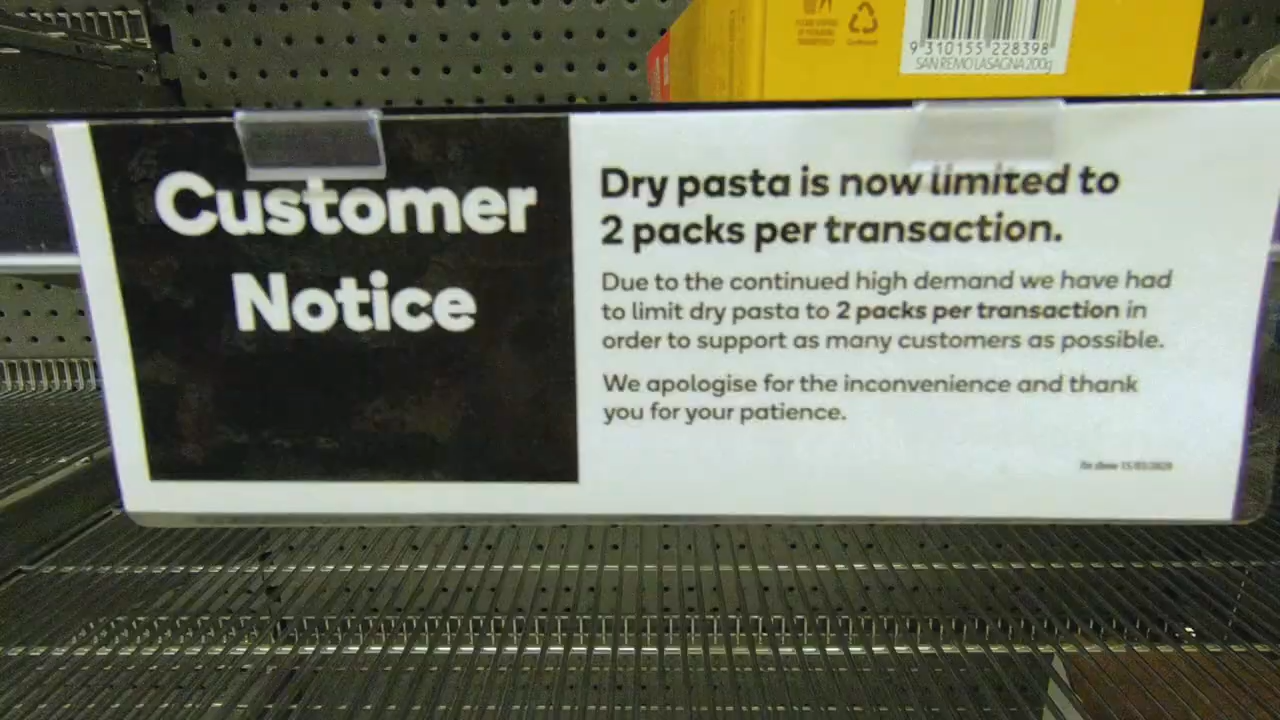 9 310155 228398
SAN REMO LASAGNA 200g
Customer
Notice
Dry pasta is now limited to
2 packs per transaction.
Due to the continued high demand we have had
to limit dry pasta to 2 packs per transaction in
order to support as many customers as possible.
We apologise for the inconvenience and thank
you for your patience.